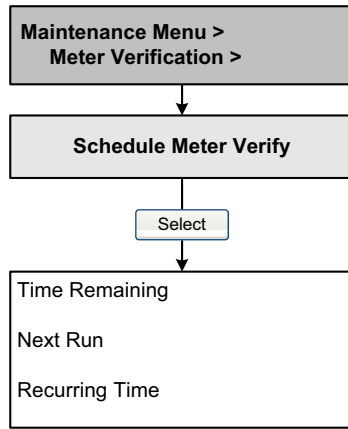 Maintenance Menu >
Meter Verification >
Schedule Meter Verify
Select
Time Remaining
Next Run
Recurring Time